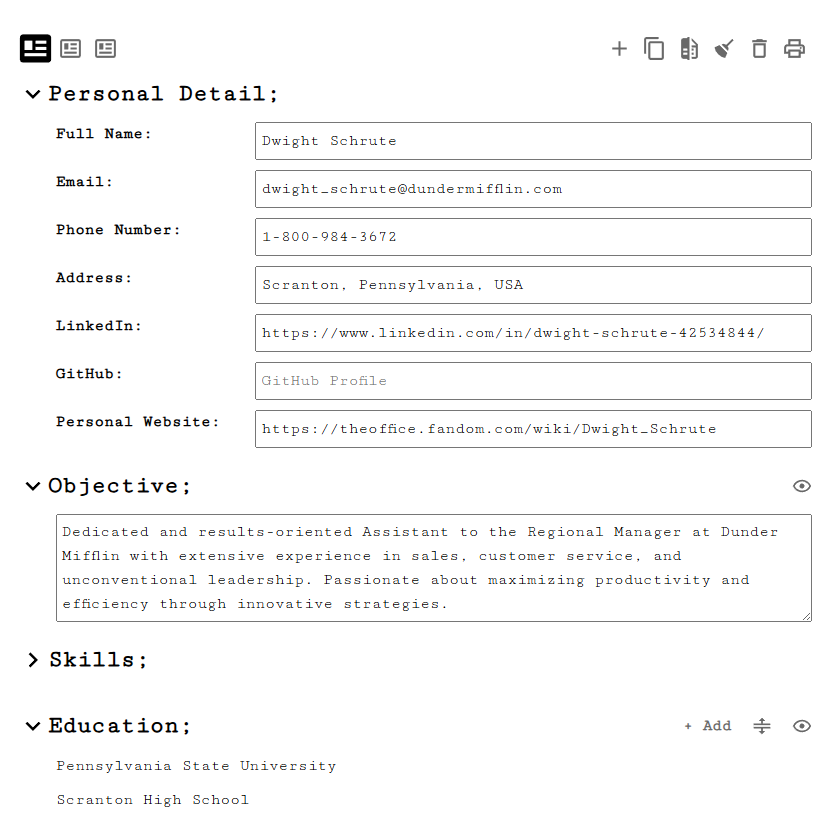 Personal Detail;
Full Name:
Dwight Schrute
Email:
dwight_schrute@dundermifflin.com
Phone Number:
1-800-984-3672
Address:
Scranton, Pennsylvania, USA
LinkedIn:
https://www.linkedin.com/in/dwight-schrute-42534844/
GitHub:
GitHub Profile
Personal Website:
https://theoffice.fandom.com/wiki/Dwight_Schrute
Objective;
Dedicated and results-oriented Assistant to the Regional Manager at Dunder
Mifflin with extensive experience in sales, customer service, and
unconventional leadership. Passionate about maximizing productivity and
efficiency through innovative strategies.
Skills;
Education;
+ Add
Pennsylvania State University
Scranton High School